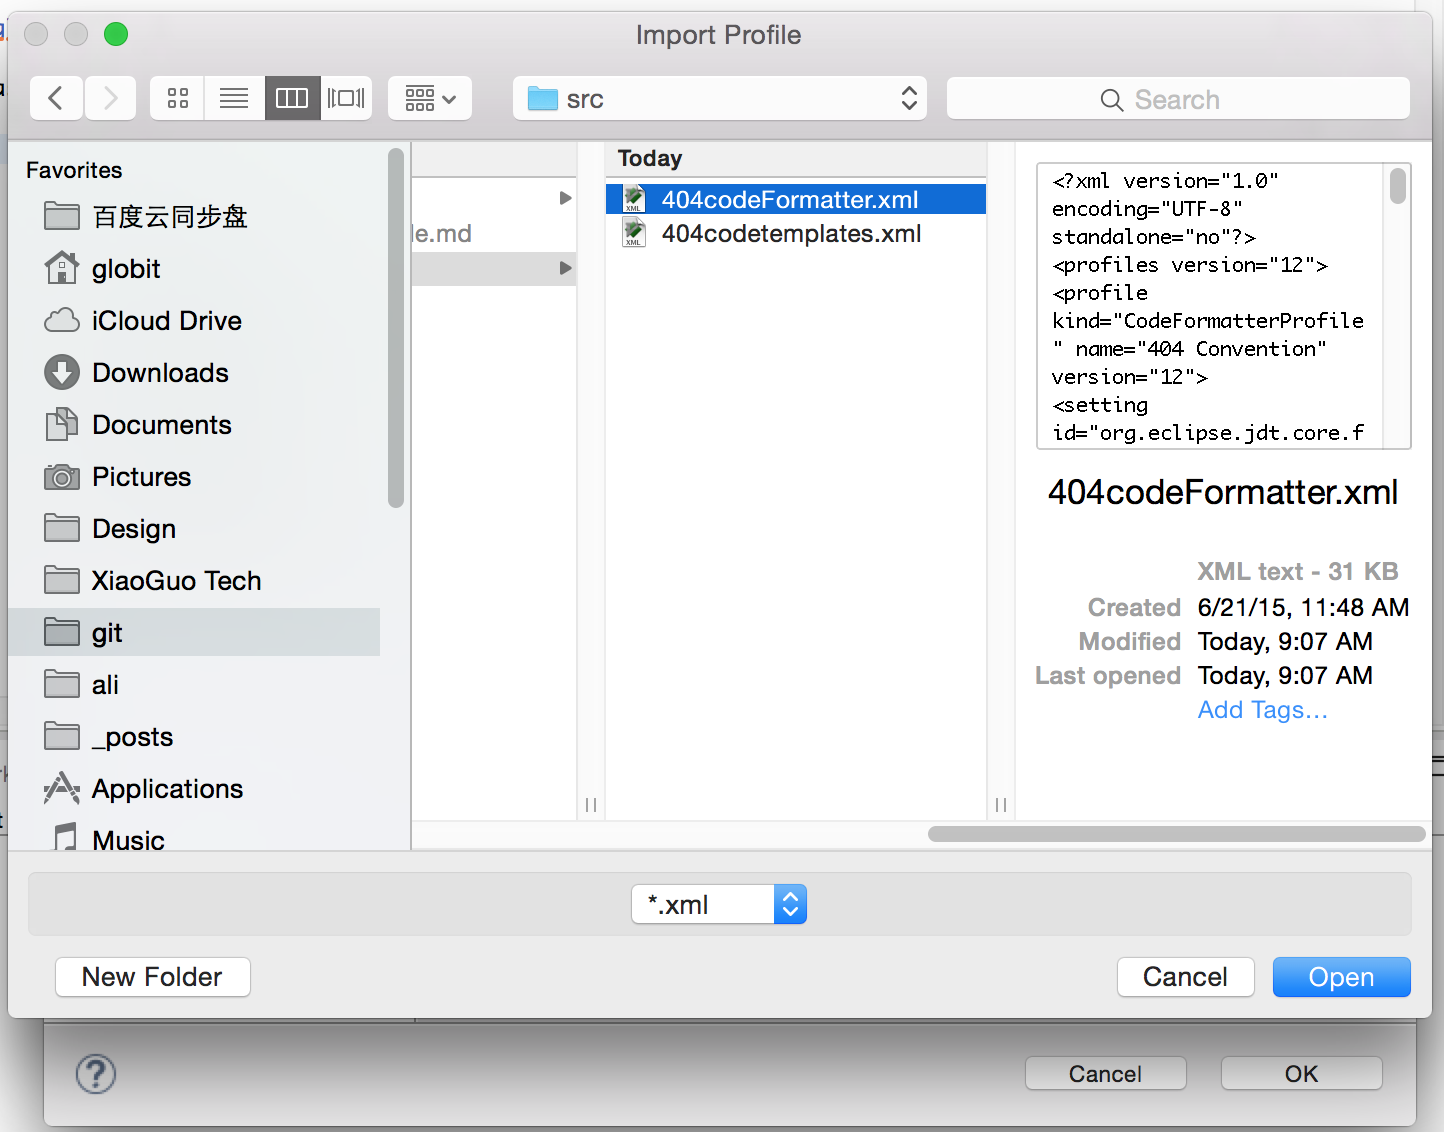 Import Profile
src
Search
Favorites
百度云同步盘
globit
iCloud Drive
Downloads
Documents
Pictures
Design
XiaoGuo Tech
git
ali
_posts
Applications
Music
le.md
Today
404codeFormatter.xml
404codetemplates.xml
<?xml version="1.0"
encoding="UTF-8"
standalone="no"?>
<profiles version="12">
<profile
kind="CodeFormatterProfile
" name="404 Convention"
version="12">
<setting
id="org.eclipse.jdt.core.f
404codeFormatter.xml
XML text - 31 KB
Created 6/21/15, 11:48 AM
Modified Today, 9:07 AM
Last opened Today, 9:07 AM
Add Tags...
*.xml
New Folder
Cancel
Open
?
Cancel
OK